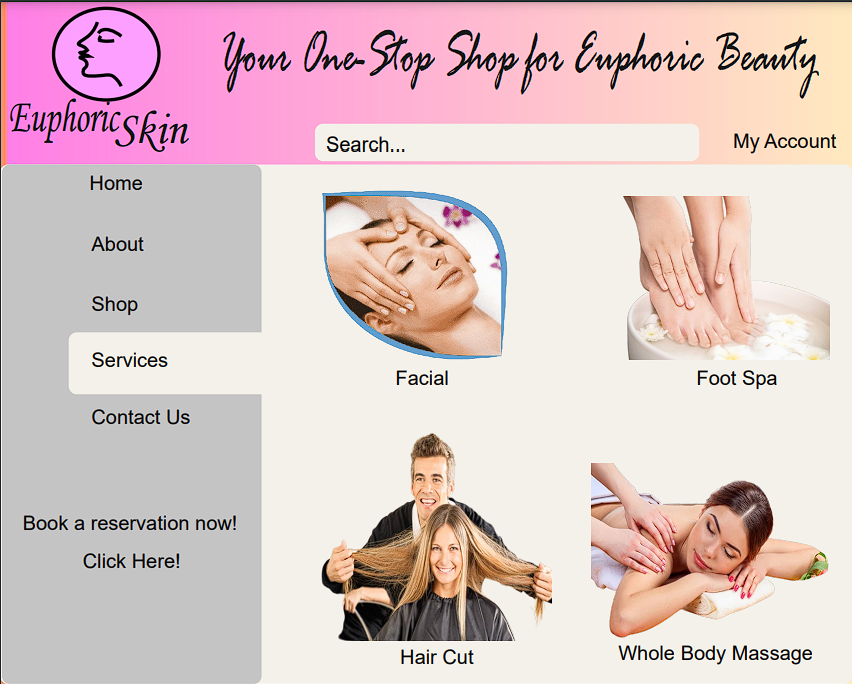 Your One-Stop Shop for Euphoric Beauty
Euphoric Skin
Search...
My Account
Home
About
Shop
Services
Contact Us
Book a reservation now!
Click Here!
Facial
Foot Spa
Hair Cut
Whole Body Massage